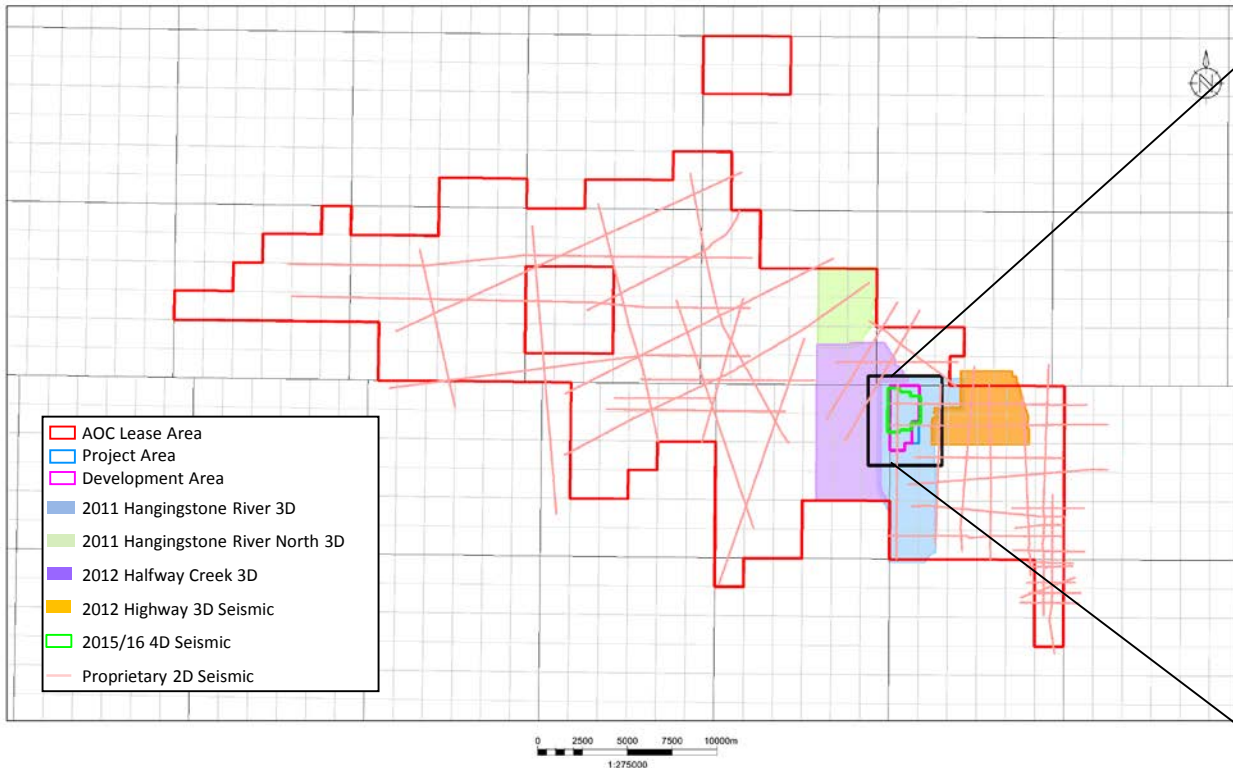 N
AOC Lease Area
Project Area
Development Area
2011 Hangingstone River 3D
2011 Hangingstone River North 3D
2012 Halfway Creek 3D
2012 Highway 3D Seismic
2015/16 4D Seismic
Proprietary 2D Seismic
0 2500 5000 7500 10000m
1:275000